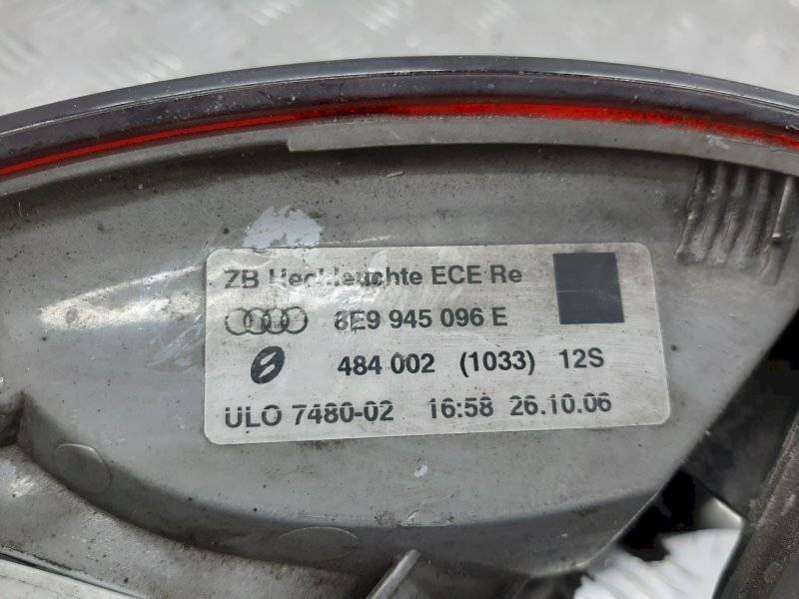 ZB Heckleuchte ECE Re
8E9 945 096 E
8 484 002 (1033) 12S
ULO 7480-02 16:58 26.10.06